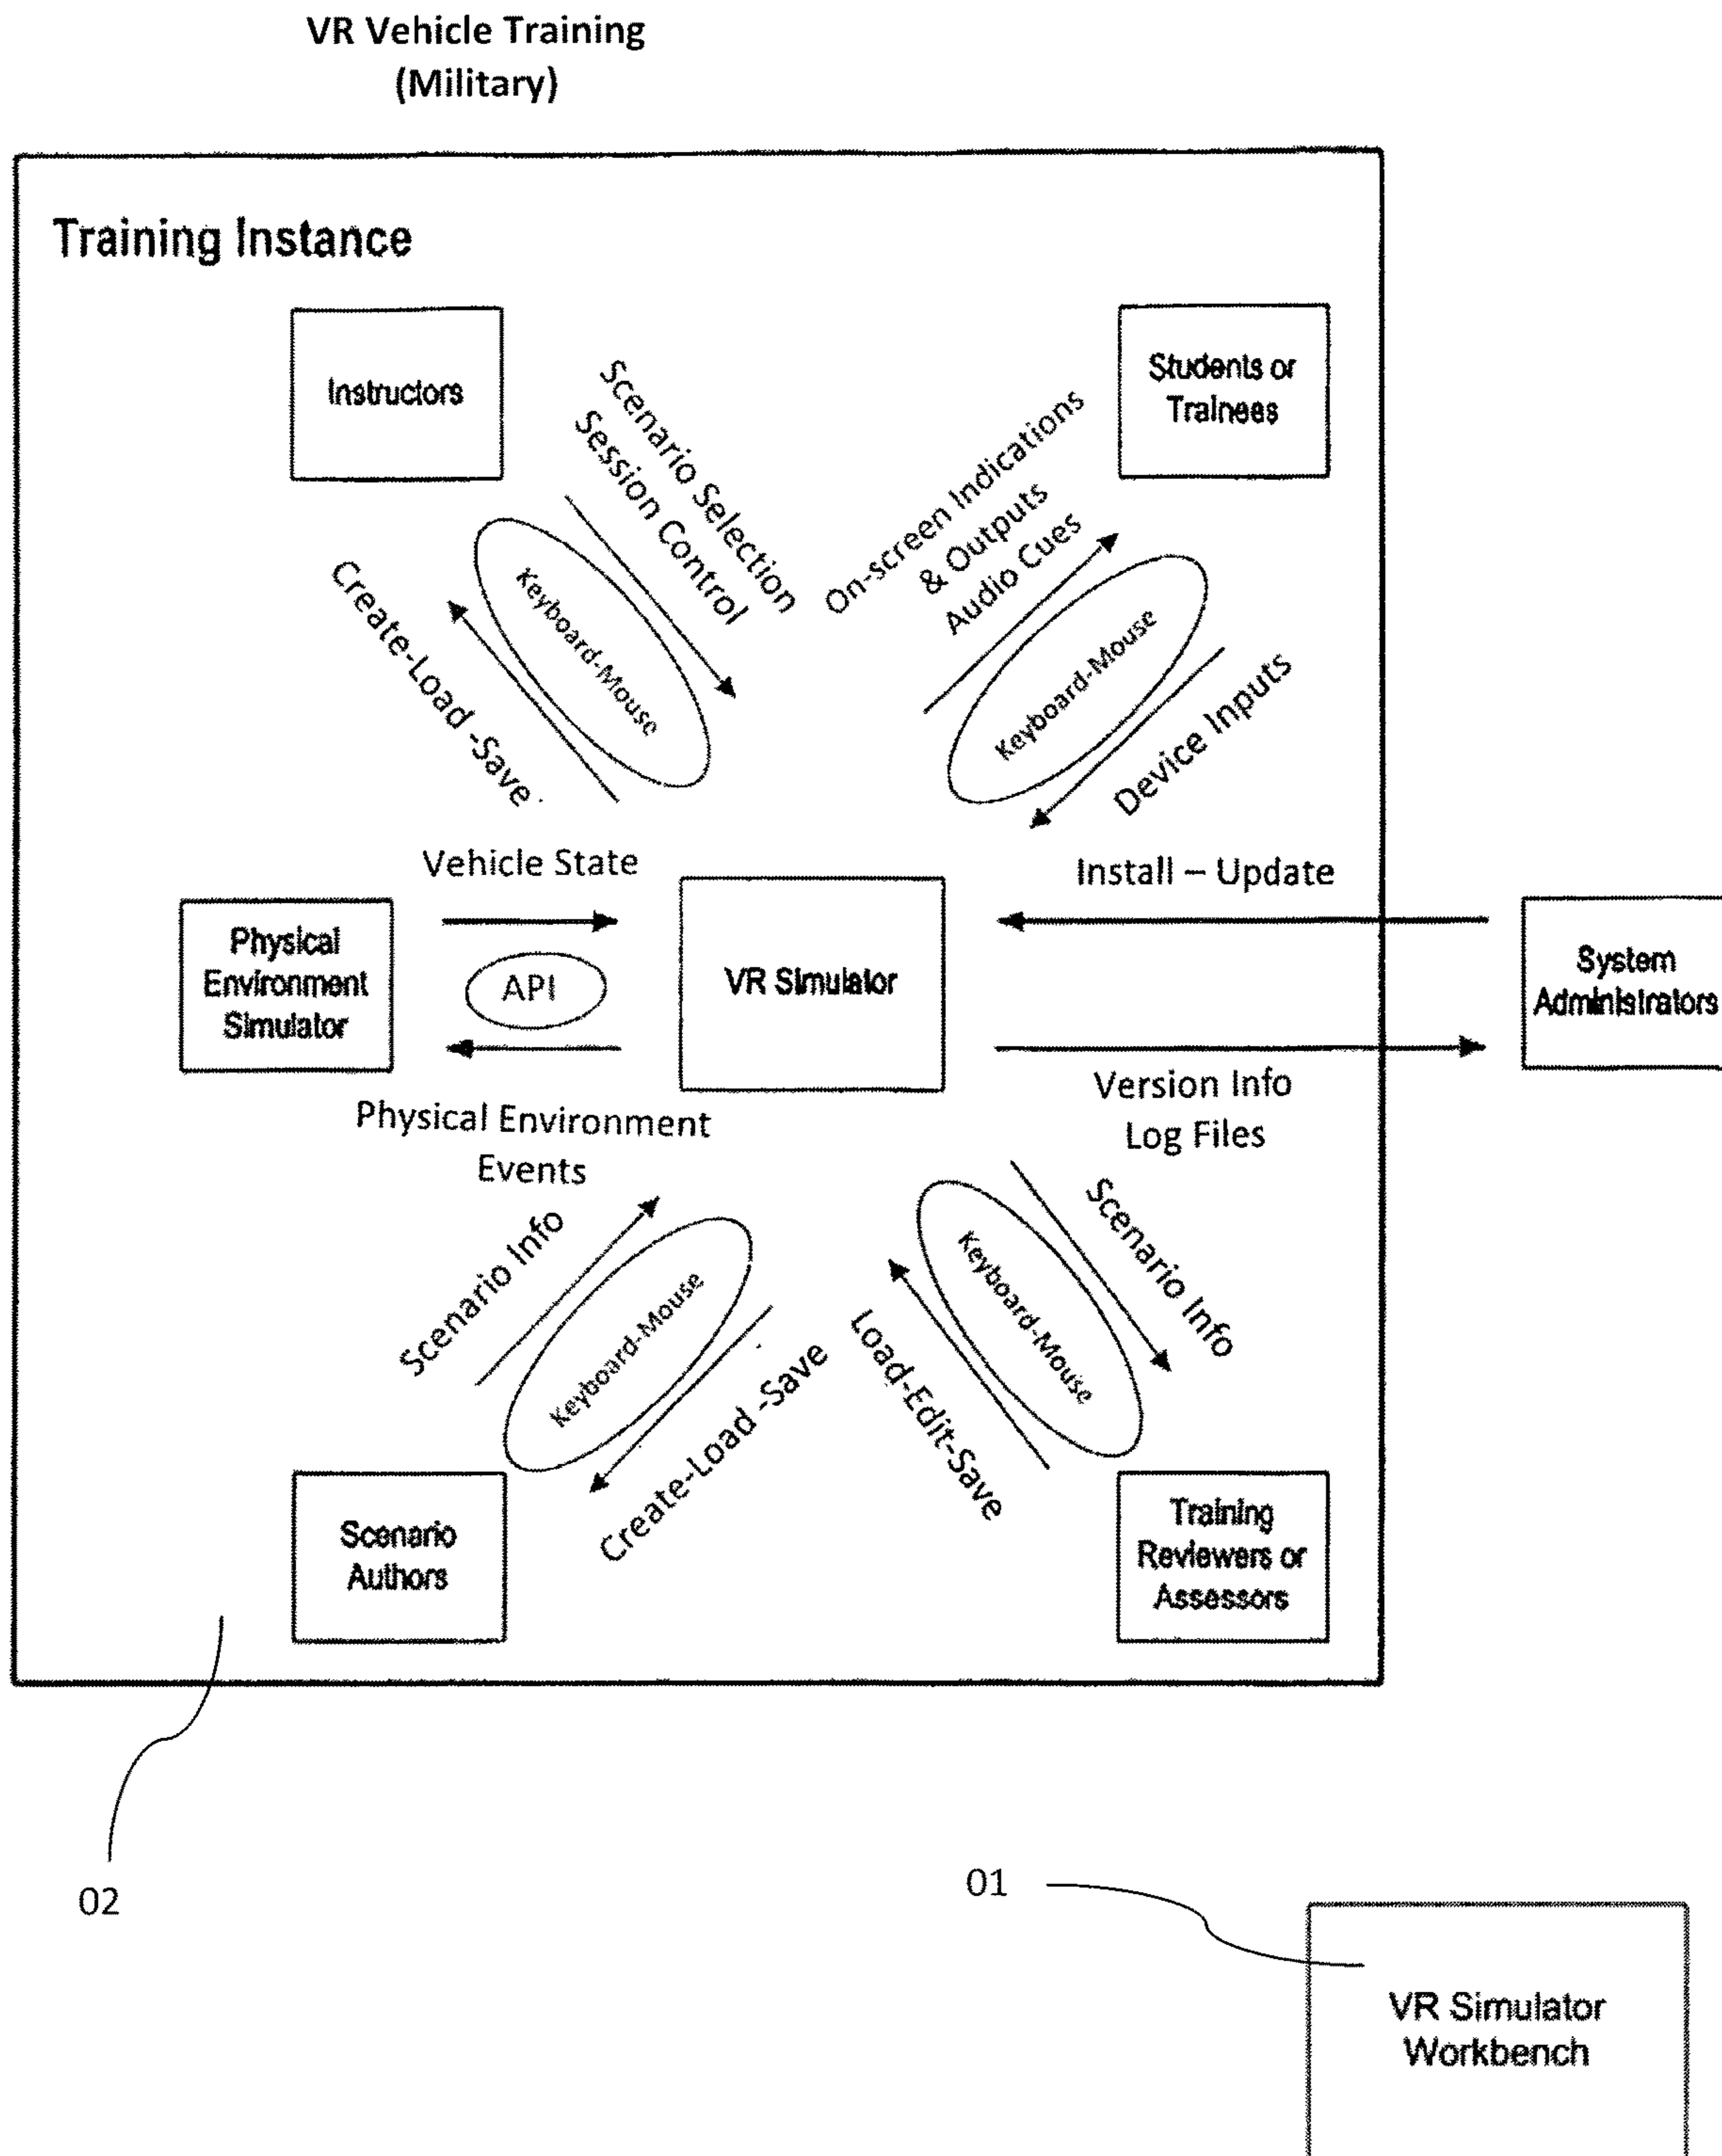 VR Vehicle Training
(Military)
Training Instance
Instructors
Students or
Trainees
Scenario Selection
Session Control
Keyboard-Mouse
Create-Load -Save
On-screen Indications
& Outputs
Audio Cues
Keyboard-Mouse
Device Inputs
Vehicle State
Install – Update
Physical
Environment
Simulator
API
VR Simulator
System
Administrators
Physical Environment
Events
Version Info
Log Files
Scenario Info
Keyboard-Mouse
Create-Load -Save
Scenario Info
Keyboard-Mouse
Load-Edit-Save
Scenario
Authors
Training
Reviewers or
Assessors
02
01
VR Simulator
Workbench